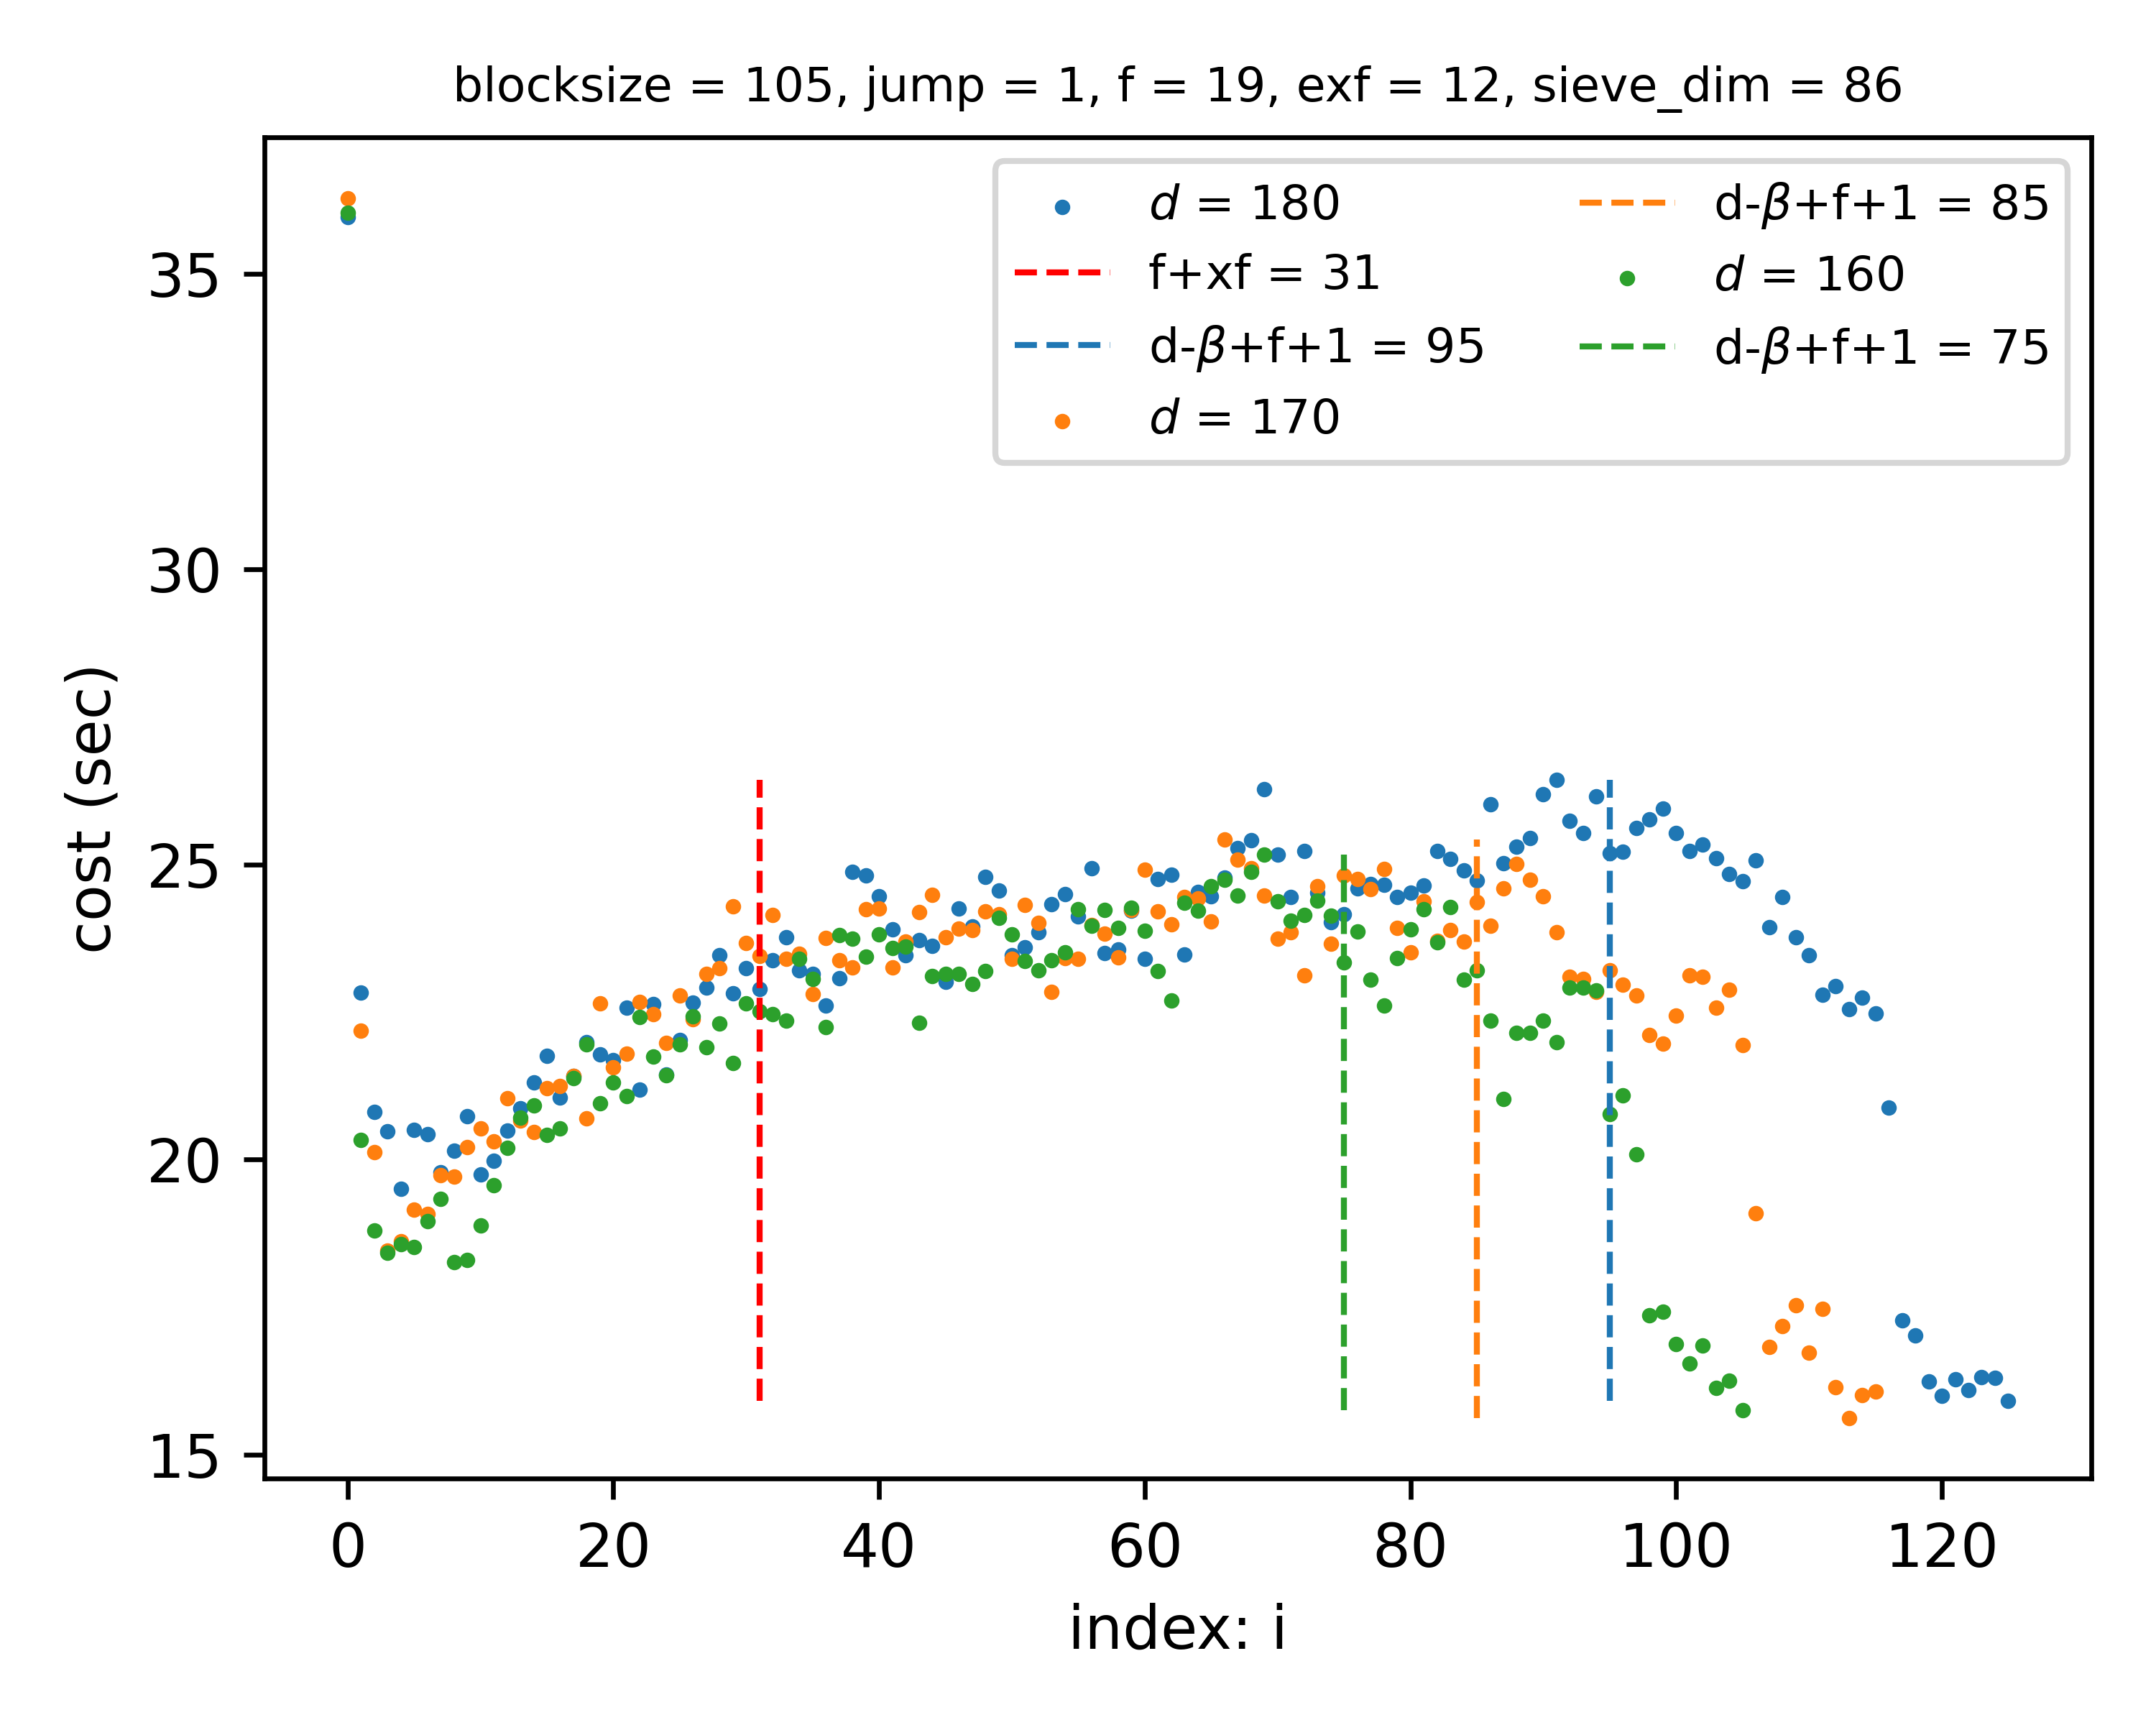 blocksize = 105, jump = 1, f = 19, exf = 12, sieve_dim = 86
d = 180
f+xf = 31
d-β+f+1 = 95
d = 170
d-β+f+1 = 85
d = 160
d-β+f+1 = 75
cost (sec)
35
30
25
20
15
0 20 40 60 80 100 120
index: i